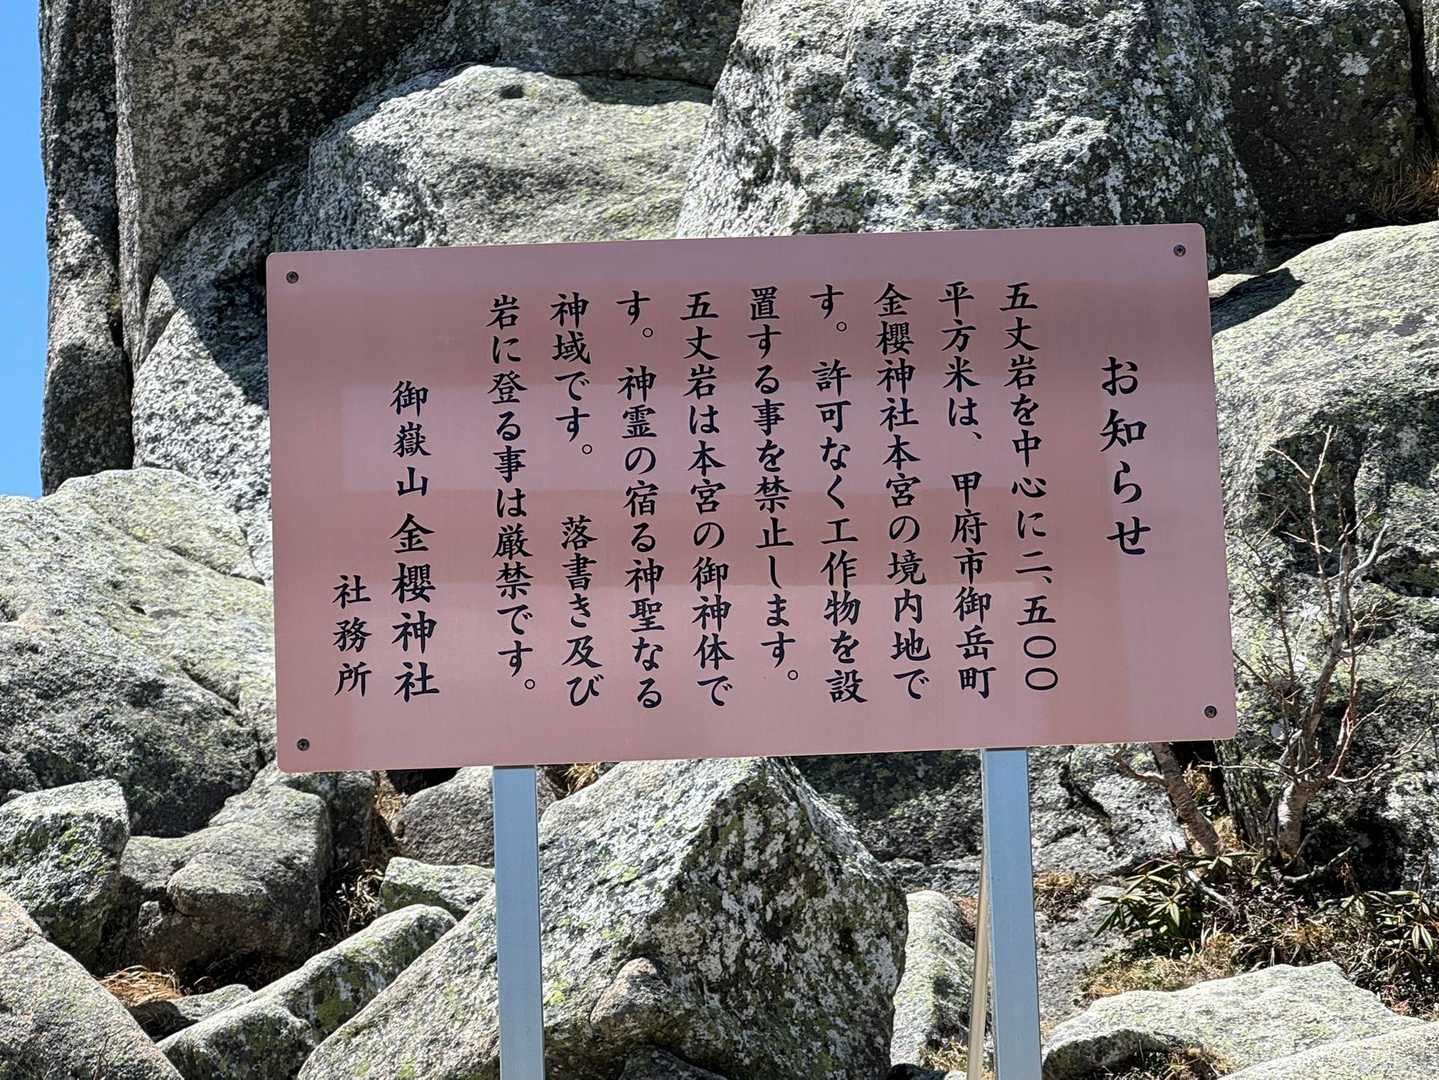 お知らせ
五丈岩を中心に二、五〇〇
平方米は、甲府市御岳町
金櫻神社本宮の境内地で
す。許可なく工作物を設
置する事を禁止します。
五丈岩は本宮の御神体で
す。神霊の宿る神聖なる
神域です。 落書き及び
岩に登る事は厳禁です。
御嶽山 金櫻神社
社務所